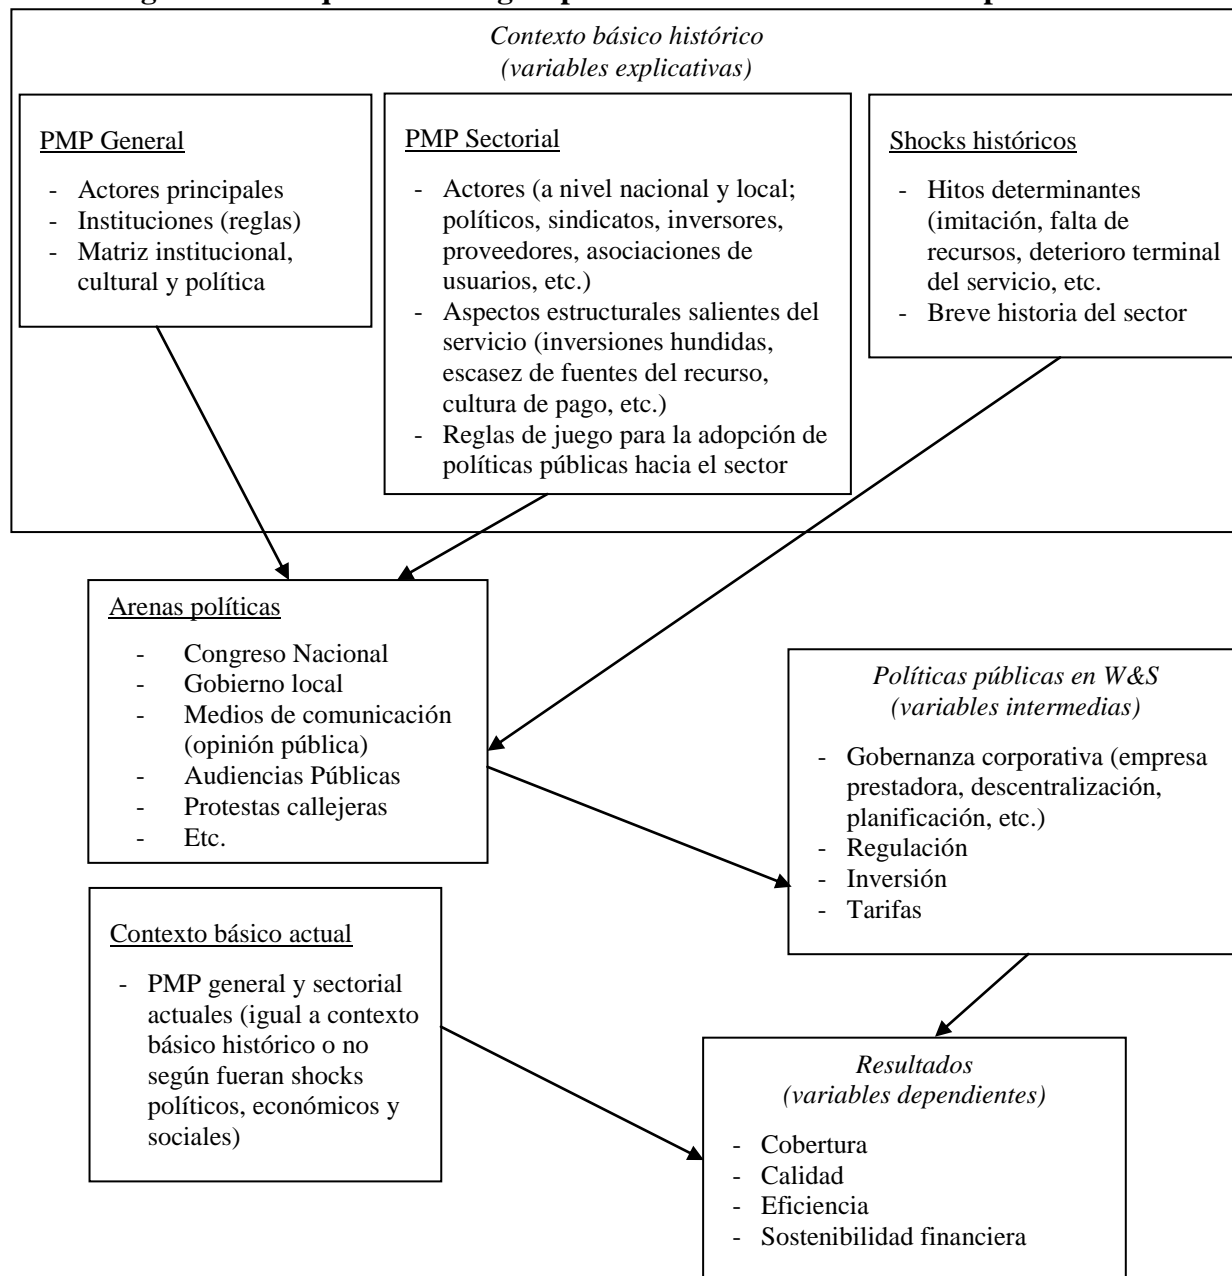 Contexto básico histórico
(variables explicativas)
PMP General
- Actores principales
- Instituciones (reglas)
- Matriz institucional,
cultural y política
PMP Sectorial
- Actores (a nivel nacional y local;
políticos, sindicatos, inversores,
proveedores, asociaciones de
usuarios, etc.)
- Aspectos estructurales salientes del
servicio (inversiones hundidas,
escasez de fuentes del recurso,
cultura de pago, etc.)
- Reglas de juego para la adopción de
políticas públicas hacia el sector
Shocks históricos
- Hitos determinantes
(imitación, falta de
recursos, deterioro terminal
del servicio, etc.
- Breve historia del sector
Arenas políticas
- Congreso Nacional
- Gobierno local
- Medios de comunicación
(opinión pública)
- Audiencias Públicas
- Protestas callejeras
- Etc.
Políticas públicas en W&S
(variables intermedias)
- Gobernanza corporativa (empresa
prestadora, descentralización,
planificación, etc.)
- Regulación
- Inversión
- Tarifas
Contexto básico actual
- PMP general y sectorial
actuales (igual a contexto
básico histórico o no
según fueran shocks
políticos, económicos y
sociales)
Resultados
(variables dependientes)
- Cobertura
- Calidad
- Eficiencia
- Sostenibilidad financiera